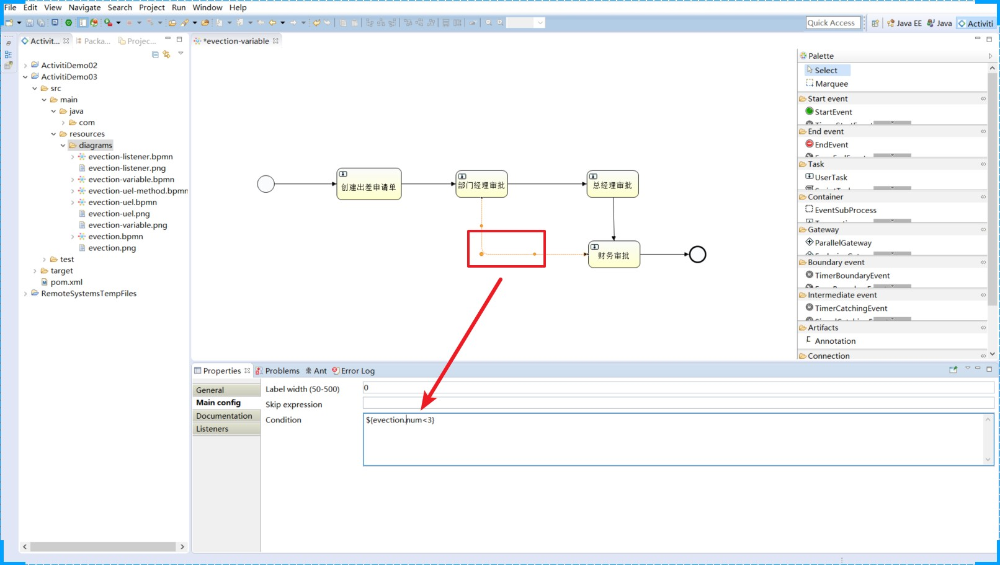 File Edit View Navigate Search Project Run Window Help
Quick Access
Java EE
Java
Activiti
Activit...
Packa...
Projec...
ActivitiDemo02
ActivitiDemo03
src
main
java
com
resources
diagrams
evection-listener.bpmn
evection-listener.png
evection-variable.bpmn
evection-uel-method.bpmn
evection-uel.bpmn
evection-uel.png
evection-variable.png
evection.bpmn
evection.png
test
target
pom.xml
RemoteSystemsTempFiles
*evection-variable
创建出差申请单
部门经理审批
总经理审批
财务审批
Palette
Select
Marquee
Start event
StartEvent
End event
EndEvent
Task
UserTask
Container
EventSubProcess
Gateway
ParallelGateway
Boundary event
TimerBoundaryEvent
Intermediate event
TimerCatchingEvent
Artifacts
Annotation
Connection
Properties
Problems
Ant
Error Log
General
Main config
Documentation
Listeners
Label width (50-500)
0
Skip expression
Condition
${evection.num<3}